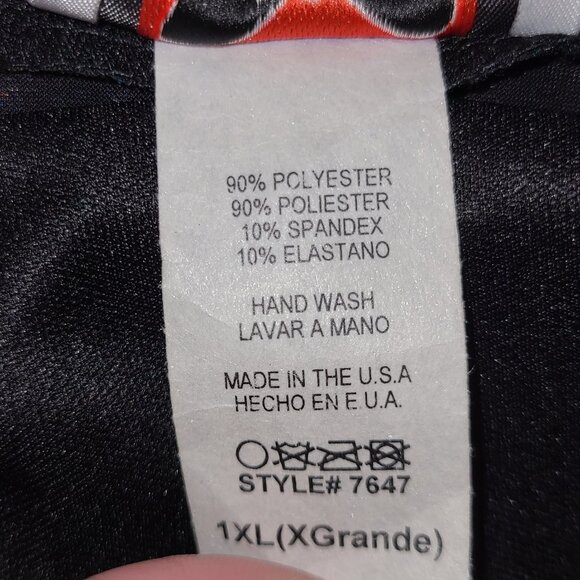 90% POLYESTER
90% POLIESTER
10% SPANDEX
10% ELASTANO
HAND WASH
LAVAR A MANO
MADE IN THE U.S.A
HECHO EN E.U.A.
STYLE# 7647
1XL(XGrande)